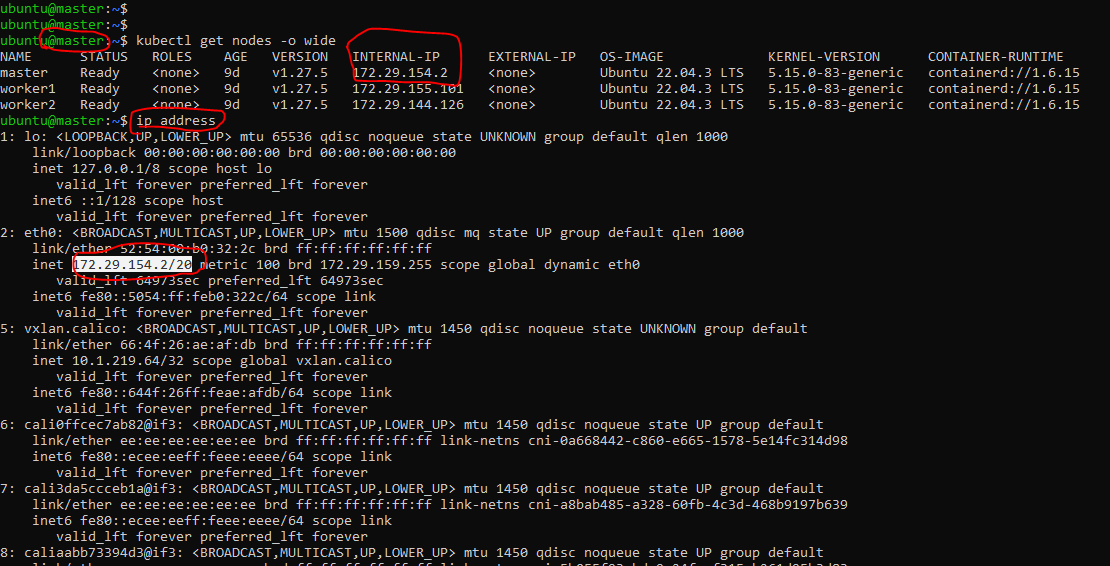 ubuntu@master:~$
ubuntu@master:~$
ubuntu@master:~$ kubectl get nodes -o wide
NAME STATUS ROLES AGE VERSION INTERNAL-IP EXTERNAL-IP OS-IMAGE KERNEL-VERSION CONTAINER-RUNTIME
master Ready <none> 9d v1.27.5 172.29.154.2 <none> Ubuntu 22.04.3 LTS 5.15.0-83-generic containerd://1.6.15
worker1 Ready <none> 9d v1.27.5 172.29.155.101 <none> Ubuntu 22.04.3 LTS 5.15.0-83-generic containerd://1.6.15
worker2 Ready <none> 9d v1.27.5 172.29.144.126 <none> Ubuntu 22.04.3 LTS 5.15.0-83-generic containerd://1.6.15
ubuntu@master:~$ ip address
1: lo: <LOOPBACK,UP,LOWER_UP> mtu 65536 qdisc noqueue state UNKNOWN group default qlen 1000
link/loopback 00:00:00:00:00:00 brd 00:00:00:00:00:00
inet 127.0.0.1/8 scope host lo
valid_lft forever preferred_lft forever
inet6 ::1/128 scope host
valid_lft forever preferred_lft forever
2: eth0: <BROADCAST,MULTICAST,UP,LOWER_UP> mtu 1500 qdisc mq state UP group default qlen 1000
link/ether 52:54:00:b0:32:2c brd ff:ff:ff:ff:ff:ff
inet 172.29.154.2/20 metric 100 brd 172.29.159.255 scope global dynamic eth0
valid_lft 64973sec preferred_lft 64973sec
inet6 fe80::5054:ff:feb0:322c/64 scope link
valid_lft forever preferred_lft forever
5: vxlan.calico: <BROADCAST,MULTICAST,UP,LOWER_UP> mtu 1450 qdisc noqueue state UNKNOWN group default
link/ether 66:4f:26:ae:af:db brd ff:ff:ff:ff:ff:ff
inet 10.1.219.64/32 scope global vxlan.calico
valid_lft forever preferred_lft forever
inet6 fe80::644f:26ff:feae:afdb/64 scope link
valid_lft forever preferred_lft forever
6: cali0ffcec7ab82@if3: <BROADCAST,MULTICAST,UP,LOWER_UP> mtu 1450 qdisc noqueue state UP group default
link/ether ee:ee:ee:ee:ee:ee brd ff:ff:ff:ff:ff:ff link-netns cni-0a668442-c860-e665-1578-5e14fc314d98
inet6 fe80::ecee:eeff:feee:eeee/64 scope link
valid_lft forever preferred_lft forever
7: cali3da5ccceb1a@if3: <BROADCAST,MULTICAST,UP,LOWER_UP> mtu 1450 qdisc noqueue state UP group default
link/ether ee:ee:ee:ee:ee:ee brd ff:ff:ff:ff:ff:ff link-netns cni-a8bab485-a328-60fb-4c3d-468b9197b639
inet6 fe80::ecee:eeff:feee:eeee/64 scope link
valid_lft forever preferred_lft forever
8: caliaabb73394d3@if3: <BROADCAST,MULTICAST,UP,LOWER_UP> mtu 1450 qdisc noqueue state UP group default